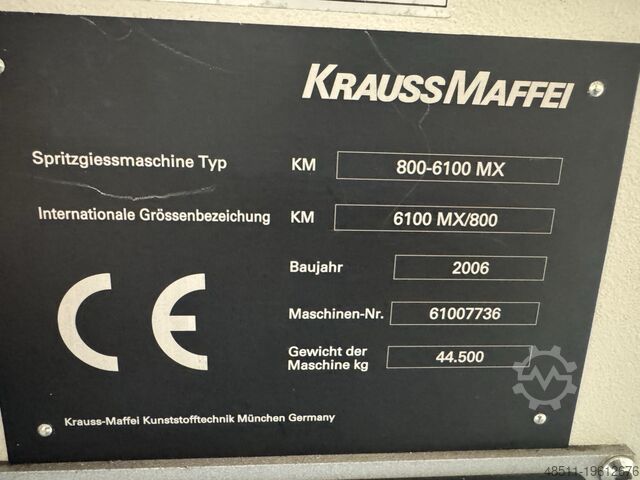 KRAUSSMAFFEI
Spritzgiessmaschine Typ KM 800-6100 MX
Internationale Grössenbezeichung KM 6100 MX/800
Baujahr 2006
Maschinen-Nr. 61007736
Gewicht der
Maschine kg 44.500
CE
Krauss-Maffei Kunststofftechnik München Germany
48511-19612676